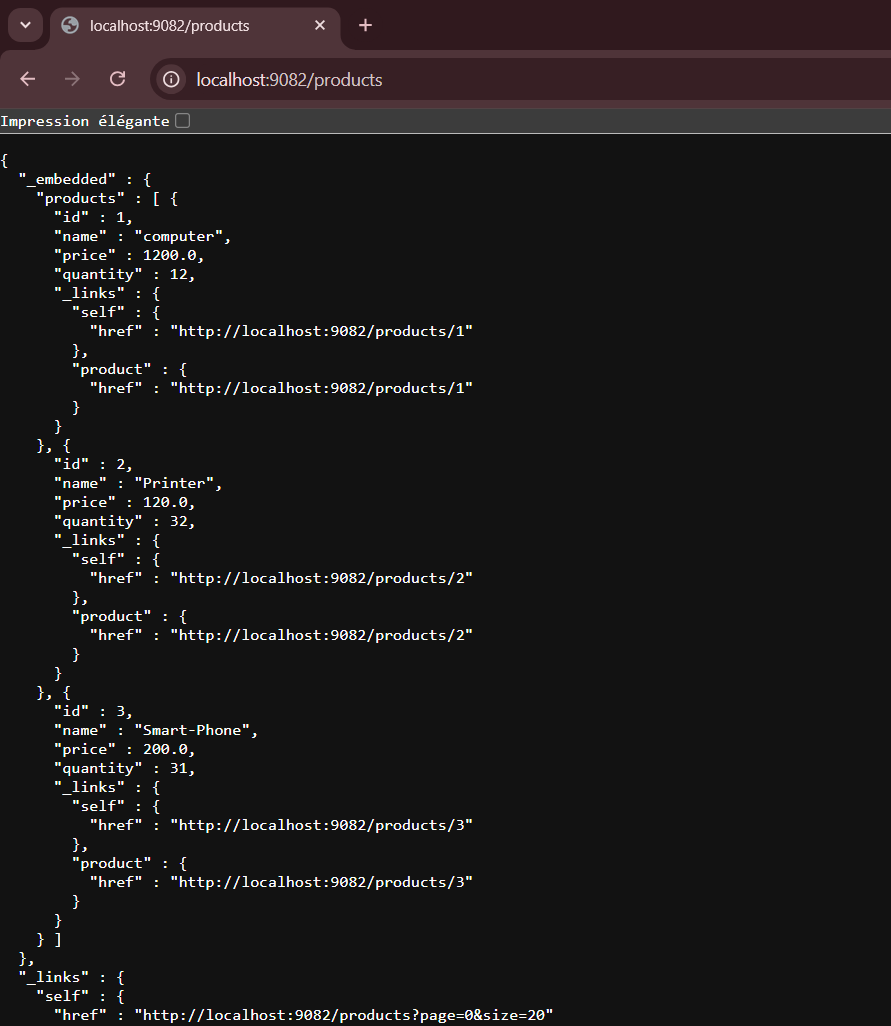 localhost:9082/products
localhost:9082/products
Impression élégante
{
  "_embedded" : {
    "products" : [ {
      "id" : 1,
      "name" : "computer",
      "price" : 1200.0,
      "quantity" : 12,
      "_links" : {
        "self" : {
          "href" : "http://localhost:9082/products/1"
        },
        "product" : {
          "href" : "http://localhost:9082/products/1"
        }
      }
    }, {
      "id" : 2,
      "name" : "Printer",
      "price" : 120.0,
      "quantity" : 32,
      "_links" : {
        "self" : {
          "href" : "http://localhost:9082/products/2"
        },
        "product" : {
          "href" : "http://localhost:9082/products/2"
        }
      }
    }, {
      "id" : 3,
      "name" : "Smart-Phone",
      "price" : 200.0,
      "quantity" : 31,
      "_links" : {
        "self" : {
          "href" : "http://localhost:9082/products/3"
        },
        "product" : {
          "href" : "http://localhost:9082/products/3"
        }
      }
    } ]
  },
  "_links" : {
    "self" : {
      "href" : "http://localhost:9082/products?page=0&size=20"